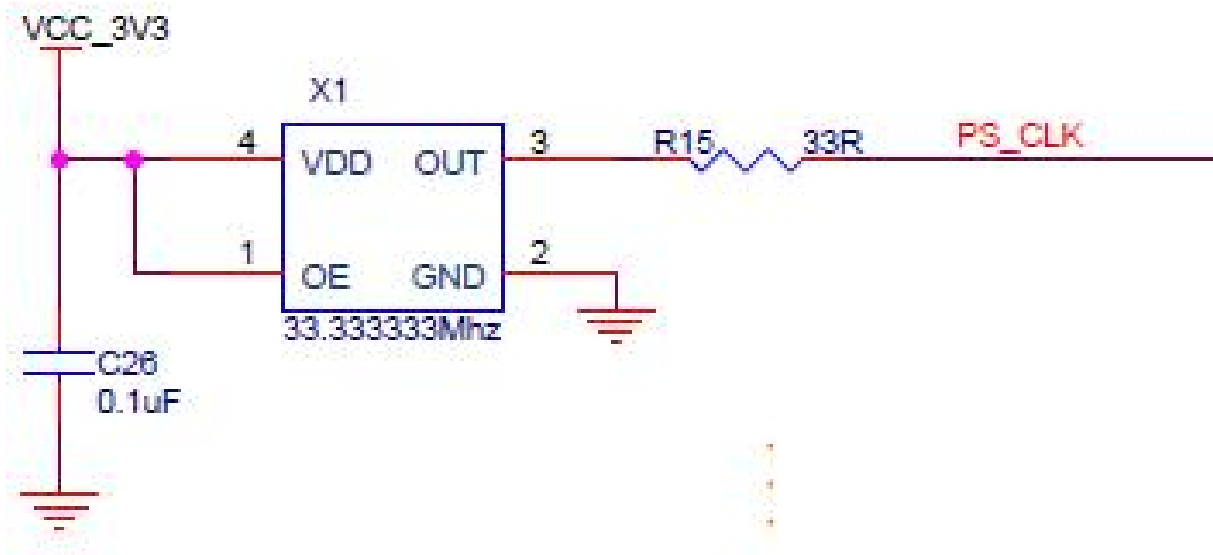 VCC_3V3
X1
4
VDD
OUT
3
R15
33R
PS_CLK
1
OE
GND
2
33.333333Mhz
C26
0.1uF